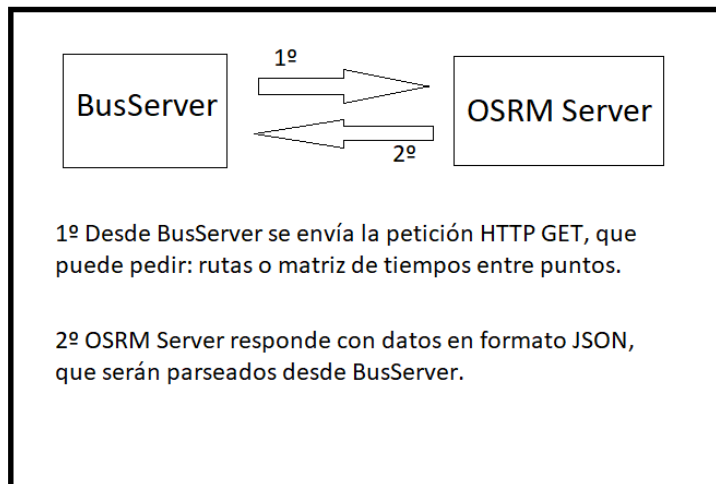 1º
BusServer
OSRM Server
2º
1º Desde BusServer se envía la petición HTTP GET, que
puede pedir: rutas o matriz de tiempos entre puntos.
2º OSRM Server responde con datos en formato JSON,
que serán parseados desde BusServer.